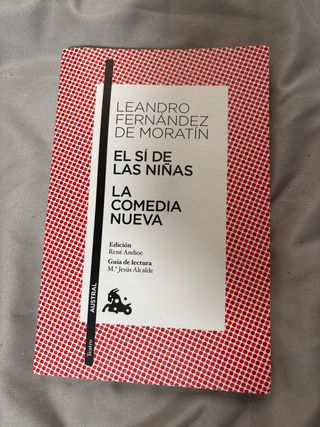 LEANDRO
FERNÁNDEZ
DE MORATÍN
EL SÍ DE
LAS NIÑAS
LA
COMEDIA
NUEVA
Edición
René Andioc
Guía de lectura
M.ª Jesús Alcalde
AUSTRAL
Teatro